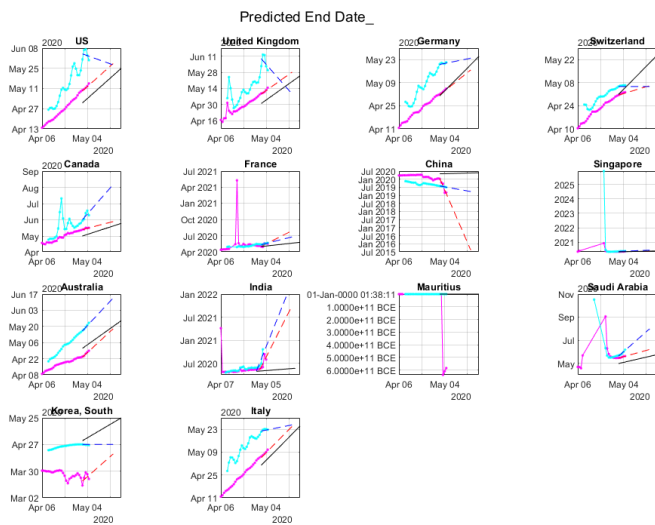 Predicted End Date_
US
2020
Jun 08
May 25
May 11
Apr 27
Apr 13
Apr 06
May 04
2020
United Kingdom
2020
Jun 11
May 28
May 14
Apr 30
Apr 16
Apr 06
May 04
2020
Germany
2020
May 23
May 09
Apr 25
Apr 11
Apr 06
May 04
2020
Switzerland
2020
May 22
May 08
Apr 24
Apr 10
Apr 06
May 04
2020
Canada
2020
Sep
Aug
Jul
Jun
May
Apr
Apr 06
May 04
2020
France
Jul 2021
Apr 2021
Jan 2021
Oct 2020
Jul 2020
Apr 2020
Apr 06
May 04
2020
China
Jul 2020
Jan 2020
Jul 2019
Jan 2019
Jul 2018
Jan 2018
Jul 2017
Jan 2017
Jul 2016
Jan 2016
Jul 2015
Apr 06
May 04
2020
Singapore
2025
2024
2023
2022
2021
Apr 06
May 04
2020
Australia
2020
Jun 17
Jun 03
May 20
May 06
Apr 22
Apr 08
Apr 06
May 04
2020
India
Jan 2022
Jul 2021
Jan 2021
Jul 2020
Apr 07
May 05
2020
Mauritius
01-Jan-0000 01:38:11
1.0000e+11 BCE
2.0000e+11 BCE
3.0000e+11 BCE
4.0000e+11 BCE
5.0000e+11 BCE
6.0000e+11 BCE
Apr 06
May 04
2020
Saudi Arabia
2020
Nov
Sep
Jul
May
Apr 06
May 04
2020
Korea, South
2020
May 25
Apr 27
Mar 30
Mar 02
Apr 06
May 04
2020
Italy
2020
May 23
May 09
Apr 25
Apr 11
Apr 06
May 04
2020